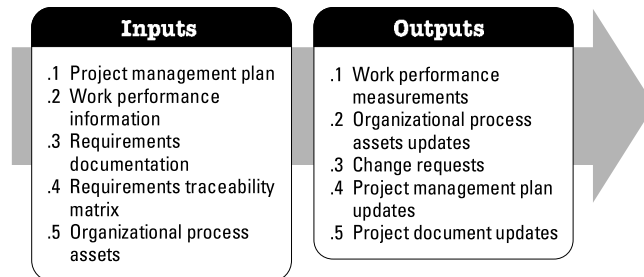 Inputs
.1 Project management plan
.2 Work performance
information
.3 Requirements
documentation
.4 Requirements traceability
matrix
.5 Organizational process
assets
Outputs
.1 Work performance
measurements
.2 Organizational process
assets updates
.3 Change requests
.4 Project management plan
updates
.5 Project document updates